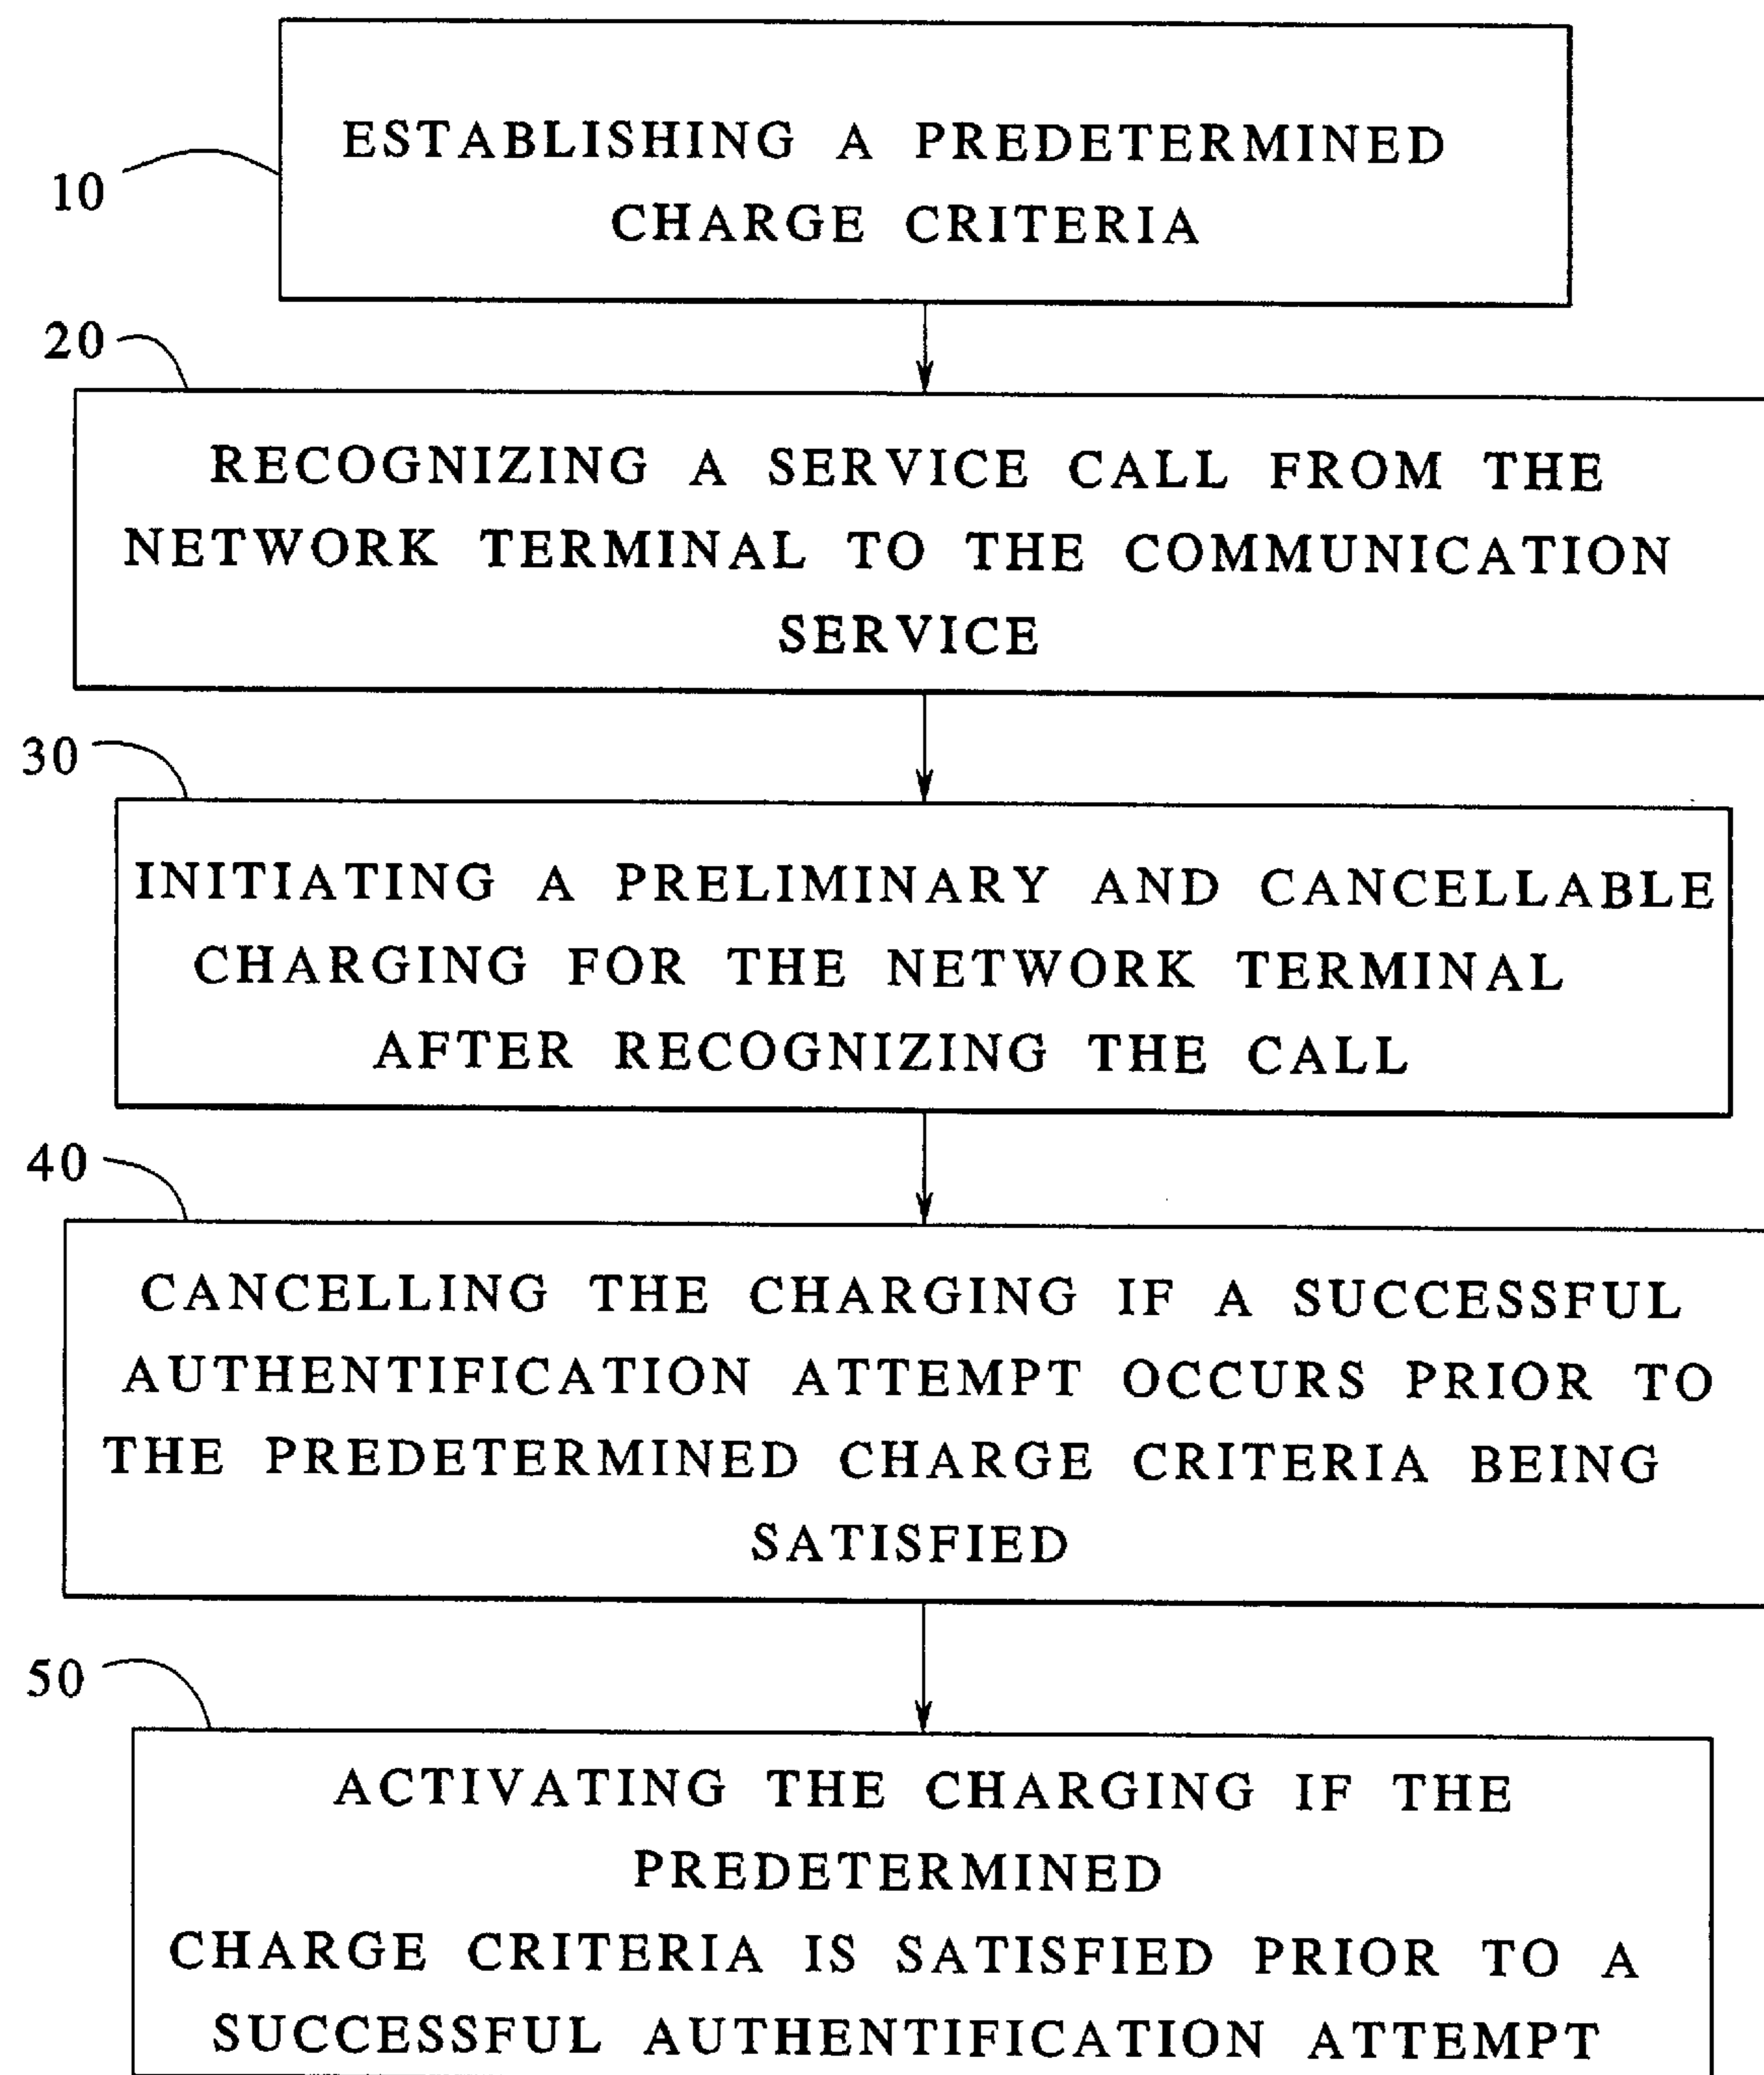 ESTABLISHING A PREDETERMINED
CHARGE CRITERIA
10
20
RECOGNIZING A SERVICE CALL FROM THE
NETWORK TERMINAL TO THE COMMUNICATION
SERVICE
30
INITIATING A PRELIMINARY AND CANCELLABLE
CHARGING FOR THE NETWORK TERMINAL
AFTER RECOGNIZING THE CALL
40
CANCELLING THE CHARGING IF A SUCCESSFUL
AUTHENTIFICATION ATTEMPT OCCURS PRIOR TO
THE PREDETERMINED CHARGE CRITERIA BEING
SATISFIED
50
ACTIVATING THE CHARGING IF THE
PREDETERMINED
CHARGE CRITERIA IS SATISFIED PRIOR TO A
SUCCESSFUL AUTHENTIFICATION ATTEMPT